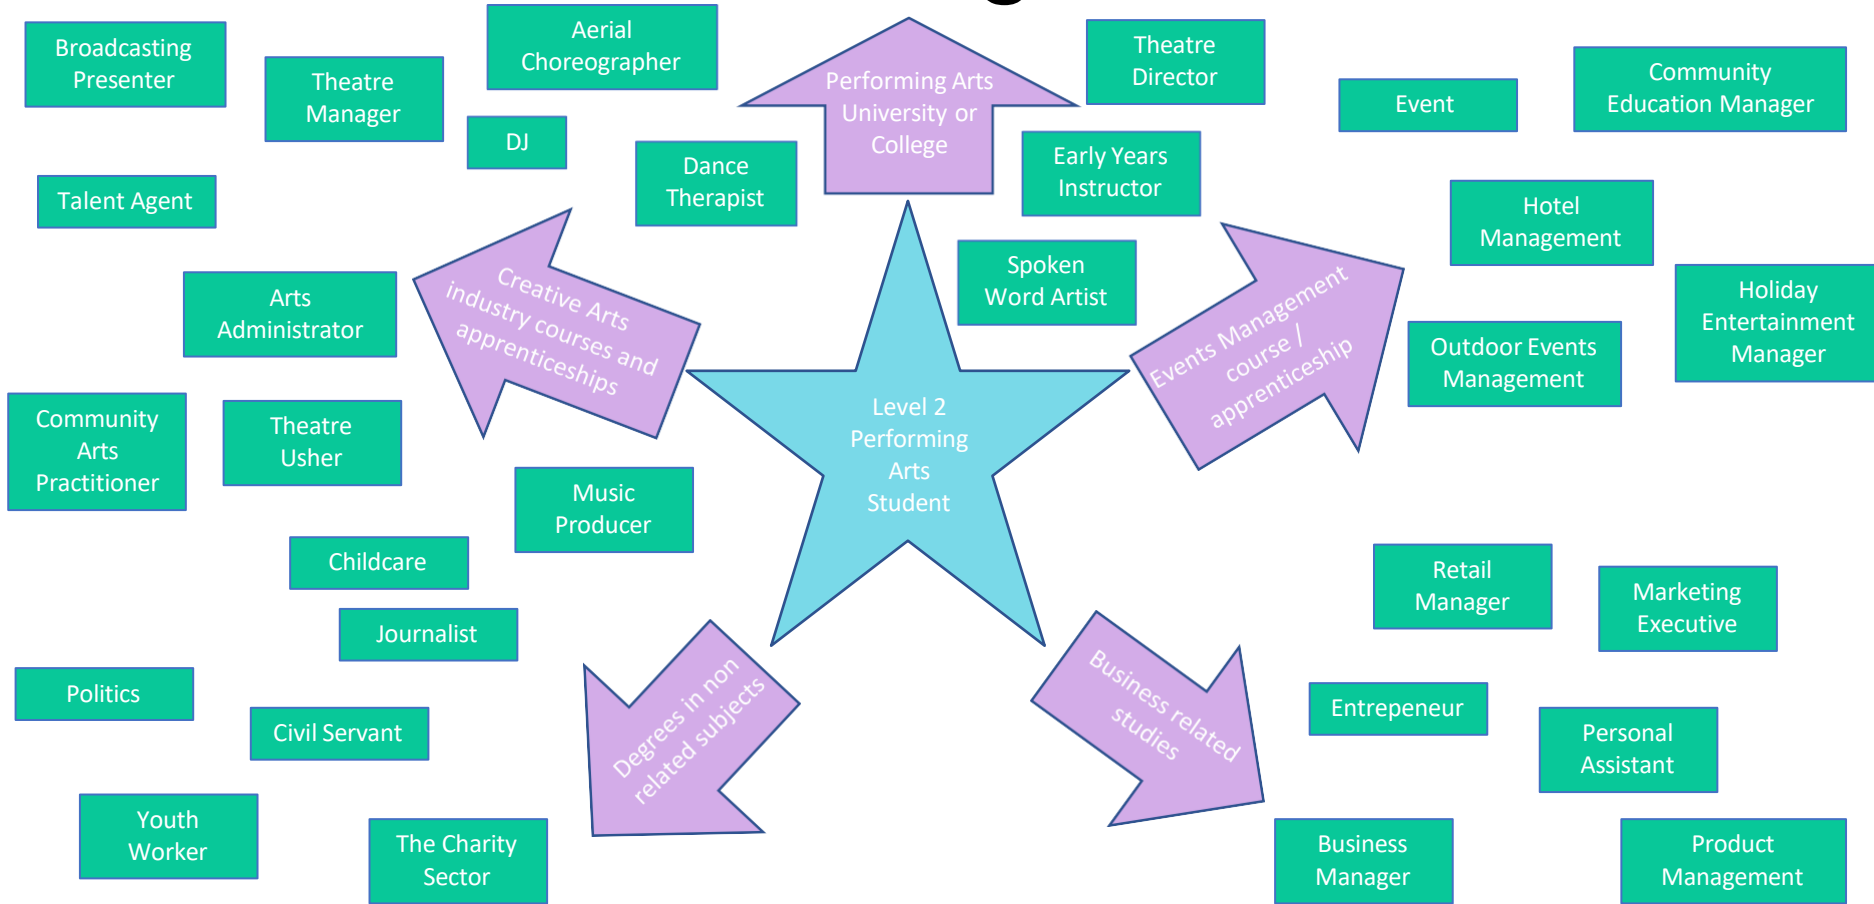 Broadcasting
Presenter
Theatre
Manager
Aerial
Choreographer
DJ
Talent Agent
Dance
Therapist
Performing Arts
University or
College
Theatre
Director
Early Years
Instructor
Event
Community
Education Manager
Hotel
Management
Spoken
Word Artist
Holiday
Entertainment
Manager
Outdoor Events
Management
Events Management
course /
apprenticeship
Creative Arts
industry courses and
apprenticeships
Arts
Administrator
Community
Arts
Practitioner
Theatre
Usher
Music
Producer
Level 2
Performing
Arts
Student
Childcare
Journalist
Politics
Civil Servant
Youth
Worker
The Charity
Sector
Degrees in non
related subjects
Business related
studies
Retail
Manager
Marketing
Executive
Entrepeneur
Personal
Assistant
Business
Manager
Product
Management